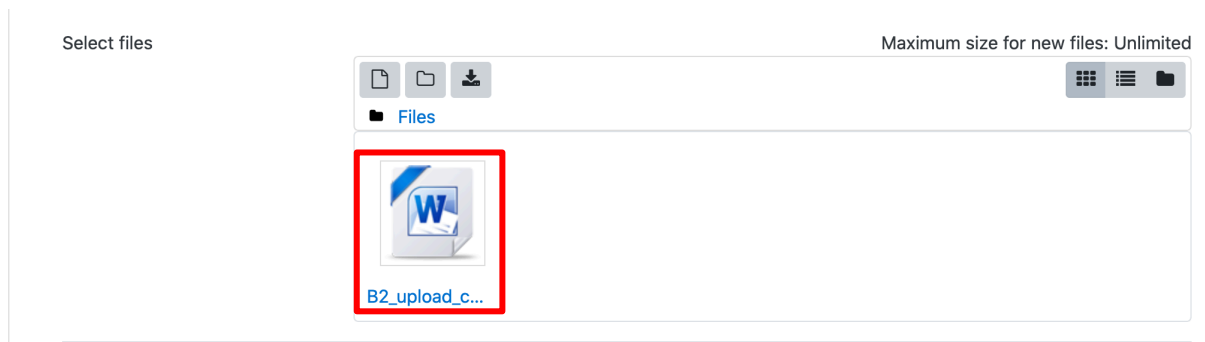 Select files
Maximum size for new files: Unlimited
Files
W
B2_upload_c...